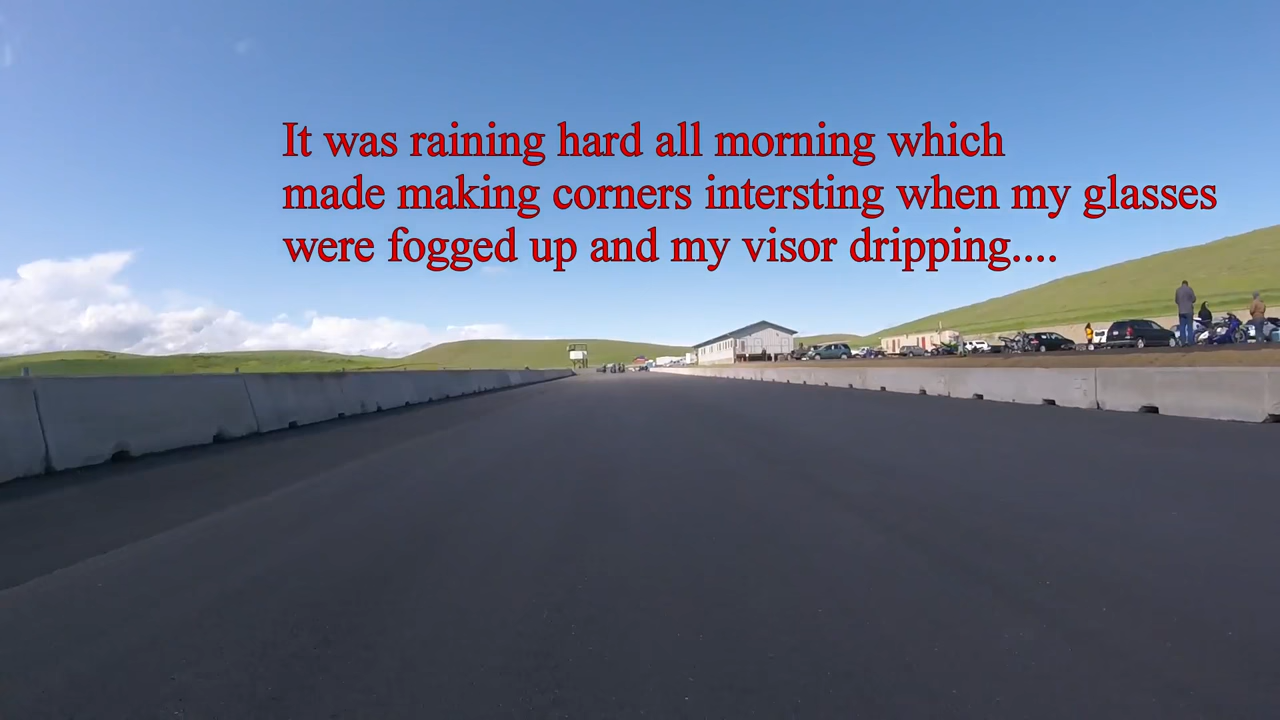 It was raining hard all morning which
made making corners intersting when my glasses
were fogged up and my visor dripping....